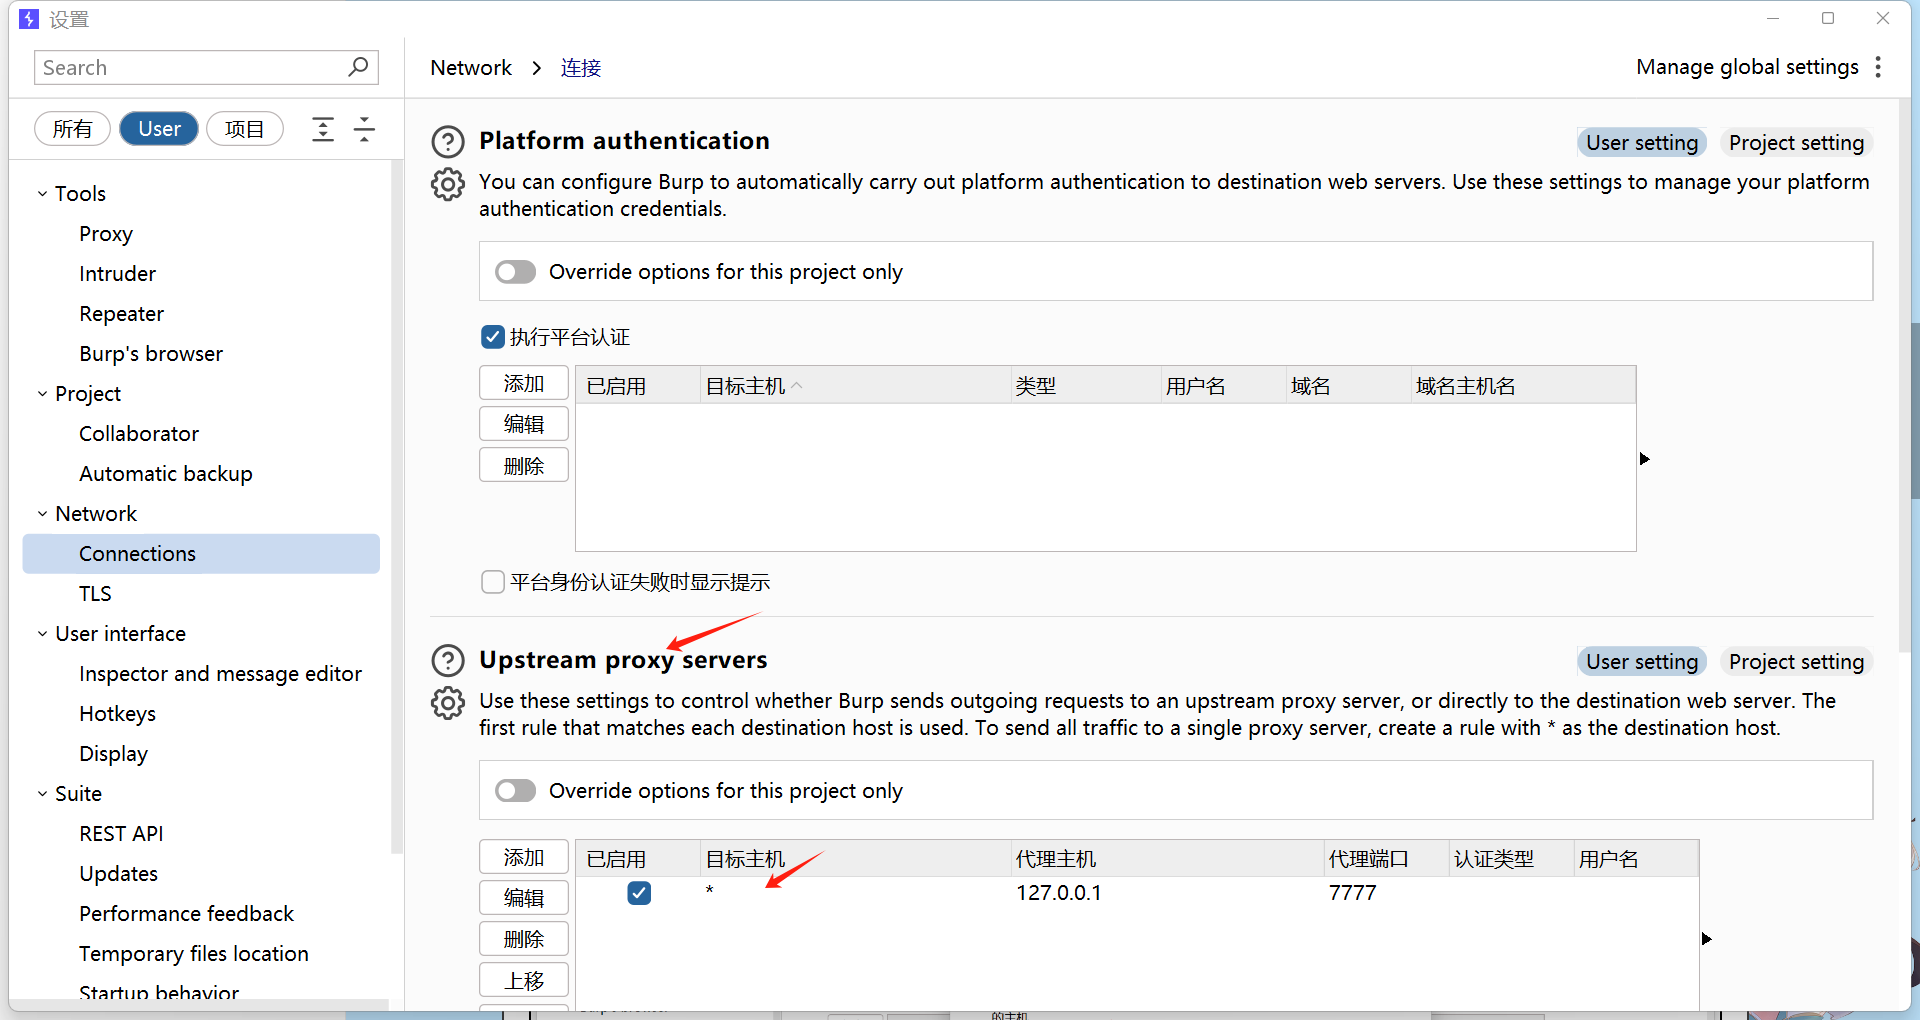 设置
Search
所有
User
项目
Tools
Proxy
Intruder
Repeater
Burp's browser
Project
Collaborator
Automatic backup
Network
Connections
TLS
User interface
Inspector and message editor
Hotkeys
Display
Suite
REST API
Updates
Performance feedback
Temporary files location
Startup behavior
Network > 连接
Manage global settings
Platform authentication
User setting
Project setting
You can configure Burp to automatically carry out platform authentication to destination web servers. Use these settings to manage your platform
authentication credentials.
Override options for this project only
执行平台认证
添加
编辑
删除
已启用 目标主机 类型 用户名 域名 域名主机名
平台身份认证失败时显示提示
Upstream proxy servers
User setting
Project setting
Use these settings to control whether Burp sends outgoing requests to an upstream proxy server, or directly to the destination web server. The
first rule that matches each destination host is used. To send all traffic to a single proxy server, create a rule with * as the destination host.
Override options for this project only
添加
编辑
删除
上移
已启用 目标主机 代理主机 代理端口 认证类型 用户名
* 127.0.0.1 7777
的主机